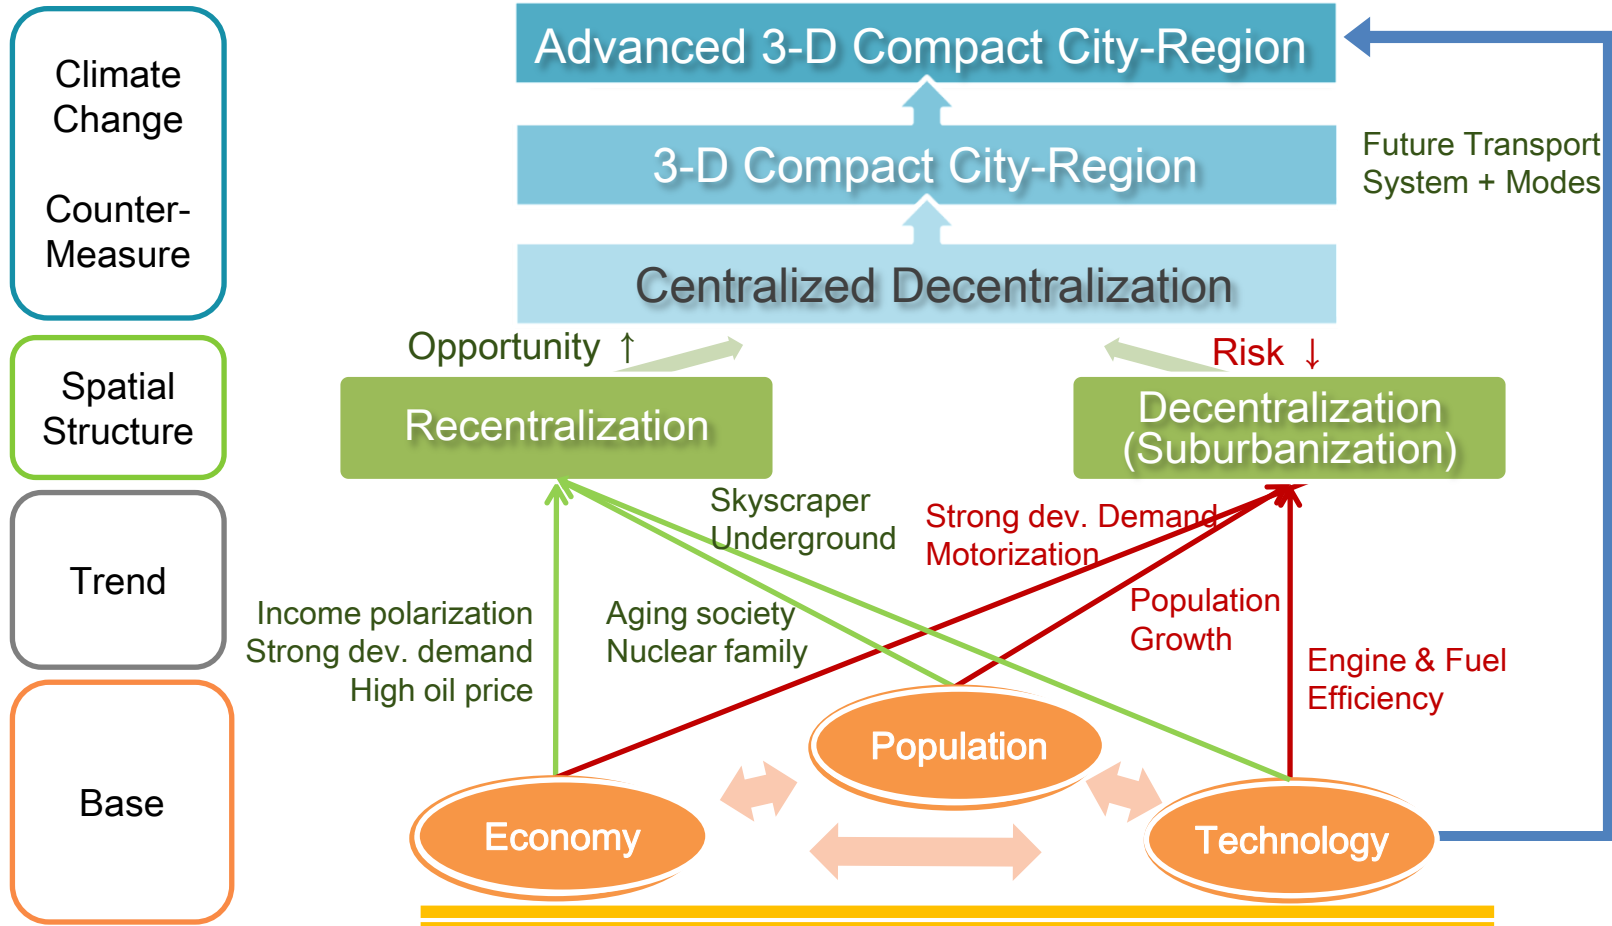 Climate
Change
Counter-
Measure
Advanced 3-D Compact City-Region
3-D Compact City-Region
Future Transport
System + Modes
Centralized Decentralization
Opportunity ↑
Risk ↓
Spatial
Structure
Recentralization
Decentralization
(Suburbanization)
Trend
Skyscraper
Underground
Strong dev. Demand
Motorization
Income polarization
Strong dev. demand
High oil price
Aging society
Nuclear family
Population
Growth
Engine & Fuel
Efficiency
Base
Population
Economy
Technology